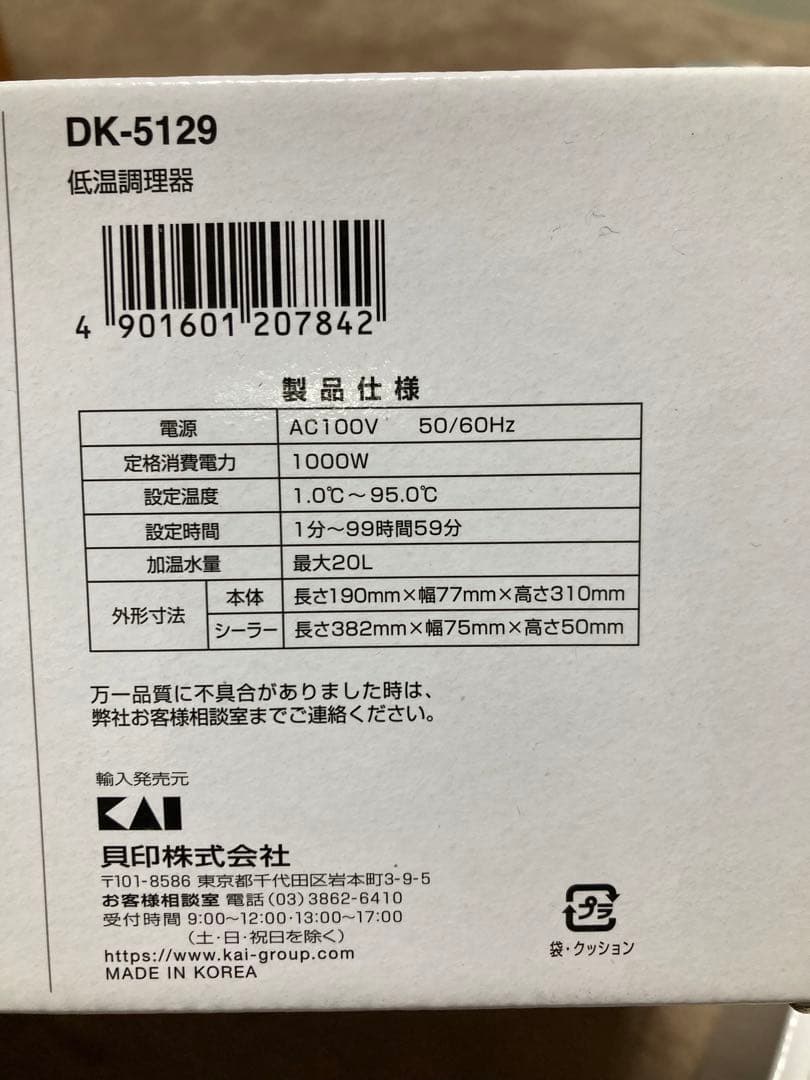 DK-5129
低温調理器
4 901601 207842
製品仕様
電源 AC100V 50/60Hz
定格消費電力 1000W
設定温度 1.0℃～95.0℃
設定時間 1分～99時間59分
加温水量 最大20L
外形寸法 本体 長さ190mm×幅77mm×高さ310mm
シーラー 長さ382mm×幅75mm×高さ50mm
万一品質に不具合がありました時は、
弊社お客様相談室までご連絡ください。
輸入発売元
KAI
貝印株式会社
〒101-8586 東京都千代田区岩本町3-9-5
お客様相談室 電話(03)3862-6410
受付時間 9:00～12:00・13:00～17:00
(土・日・祝日を除く)
https://www.kai-group.com
MADE IN KOREA
プラ
袋・クッション